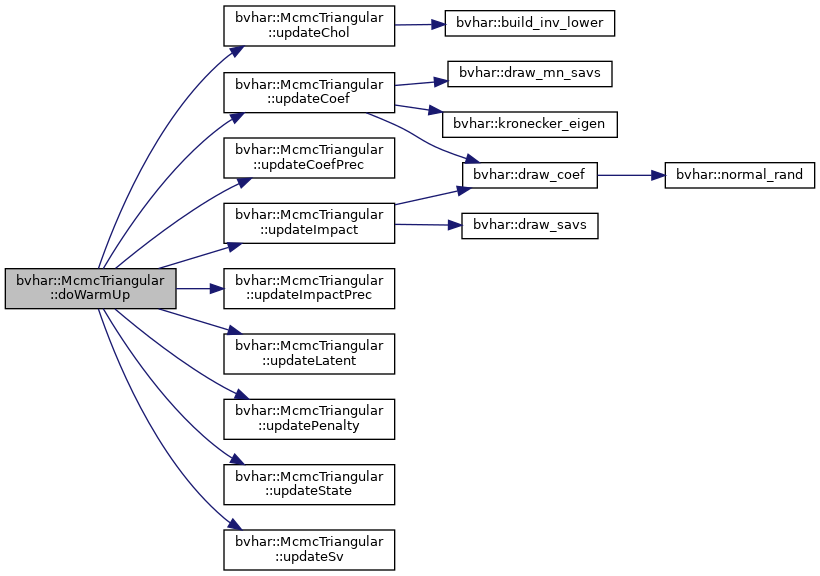 bvhar::McmcTriangular
::doWarmUp
bvhar::McmcTriangular
::updateChol
bvhar::build_inv_lower
bvhar::McmcTriangular
::updateCoef
bvhar::draw_mn_savs
bvhar::kronecker_eigen
bvhar::draw_coef
bvhar::normal_rand
bvhar::McmcTriangular
::updateCoefPrec
bvhar::McmcTriangular
::updateImpact
bvhar::draw_savs
bvhar::McmcTriangular
::updateImpactPrec
bvhar::McmcTriangular
::updateLatent
bvhar::McmcTriangular
::updatePenalty
bvhar::McmcTriangular
::updateState
bvhar::McmcTriangular
::updateSv